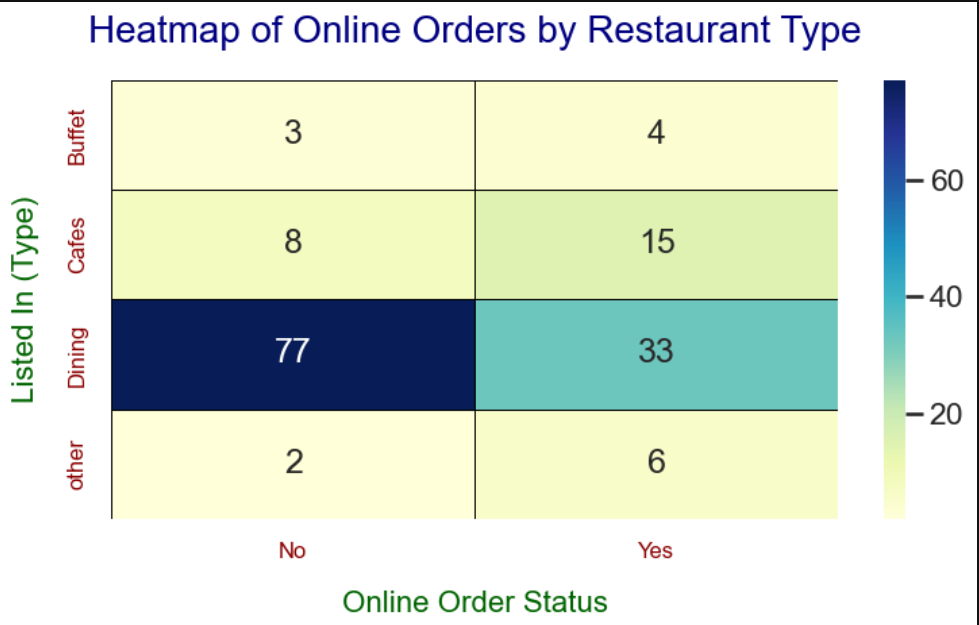 Heatmap of Online Orders by Restaurant Type
Listed In (Type)
Buffet
3 4
Cafes
8 15
Dining
77 33
other
2 6
No Yes
Online Order Status
60
40
20